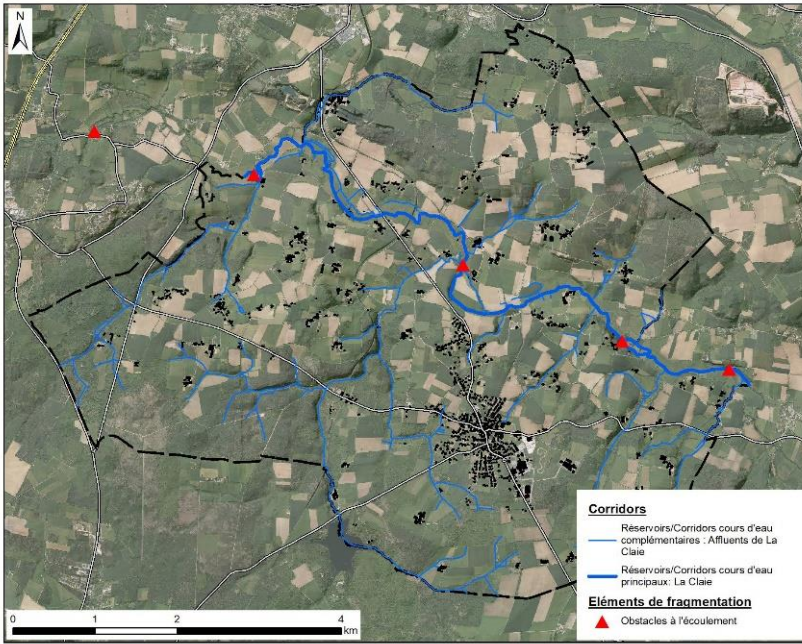 N
Corridors
Réservoirs/Corridors cours d'eau
complémentaires : Affluents de La
Claie
Réservoirs/Corridors cours d'eau
principaux: La Claie
Eléments de fragmentation
Obstacles à l'écoulement
0 1 2 4
km